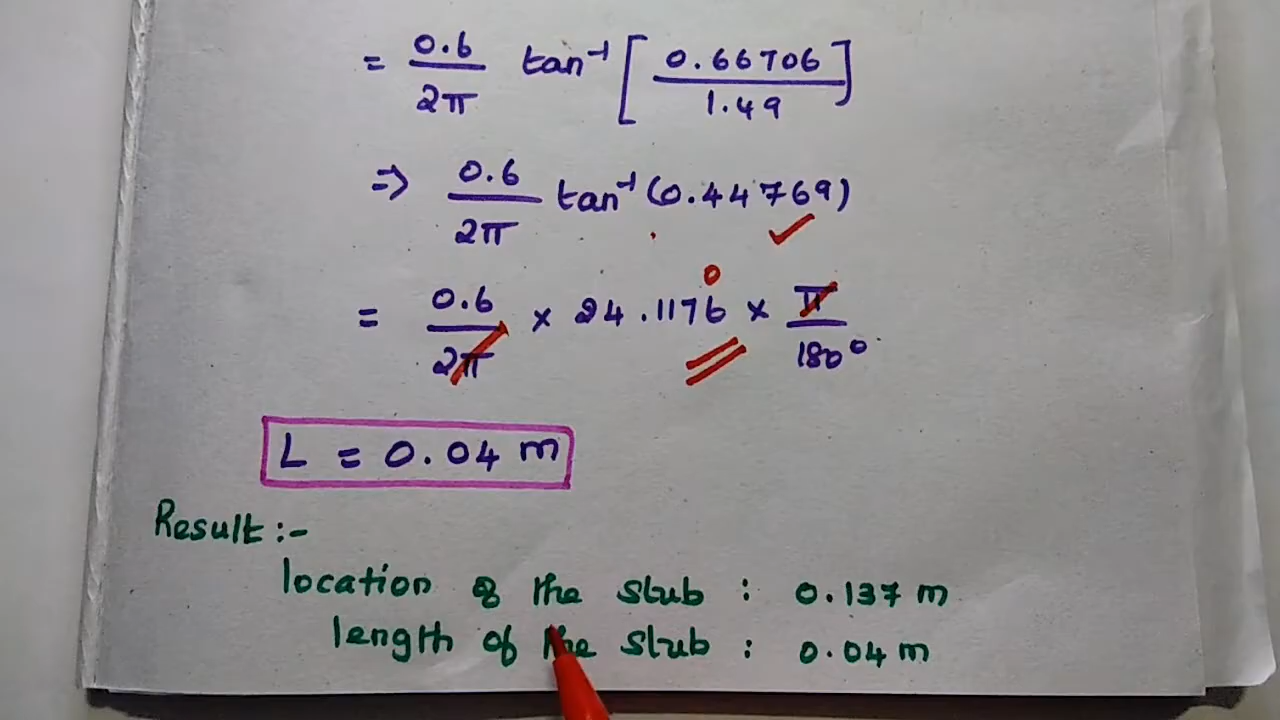 = 0.6/2π tan⁻¹ [0.66706/1.49]
⇒ 0.6/2π tan⁻¹ (0.44769)
= 0.6/2π × 24.1176° × π/180°
L = 0.04 m
Result :-
location of the stub : 0.137 m
length of the stub : 0.04 m